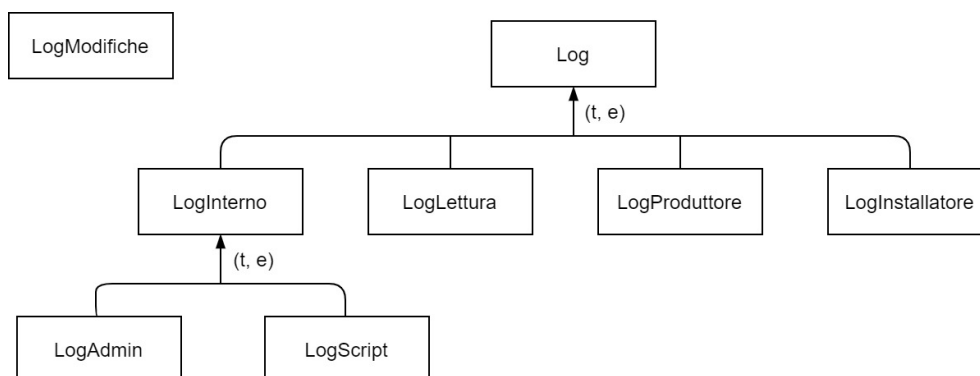 LogModifiche
Log
(t, e)
LogInterno
LogLettura
LogProduttore
LogInstallatore
(t, e)
LogAdmin
LogScript